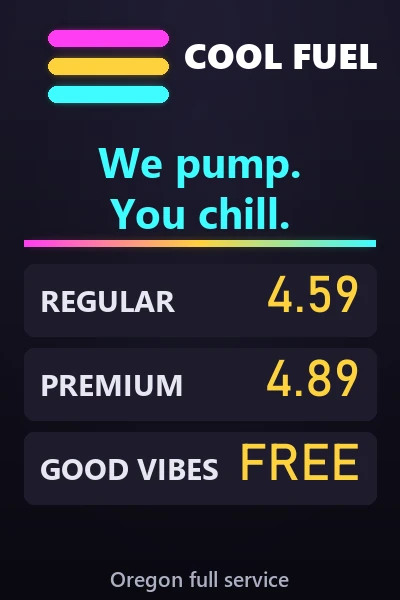 COOL FUEL
We pump.
You chill.
REGULAR 4.59
PREMIUM 4.89
GOOD VIBES FREE
Oregon full service